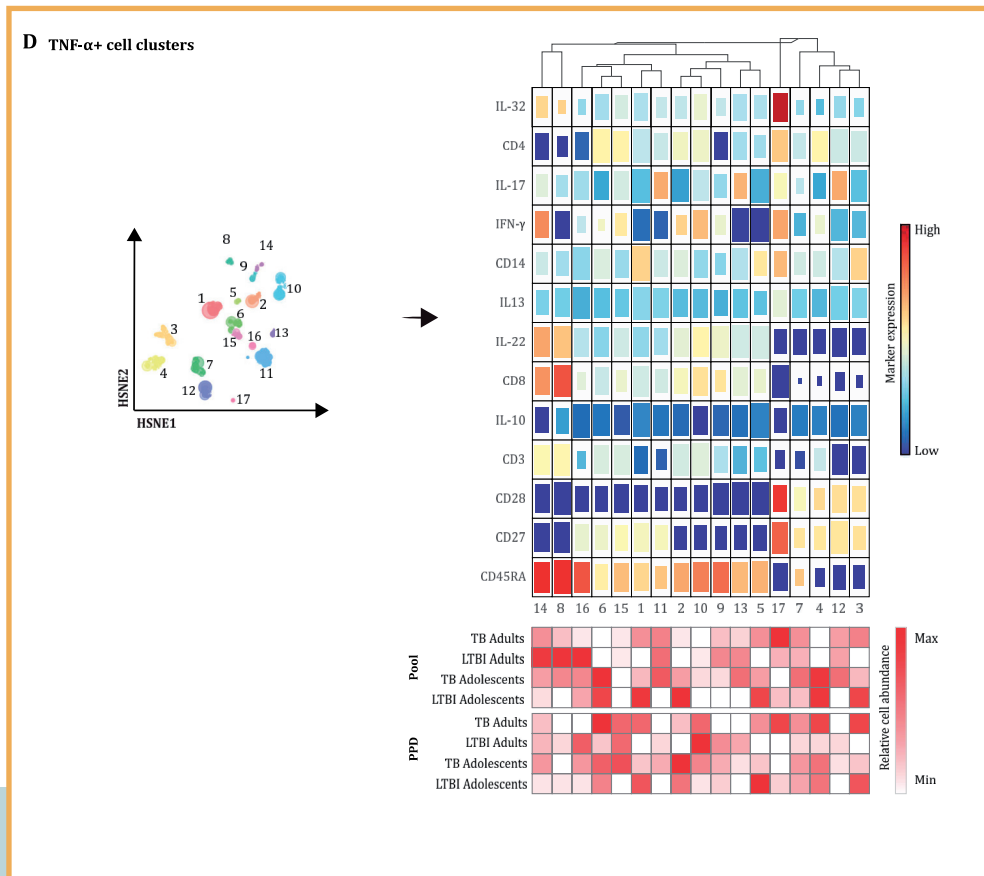 D TNF-α+ cell clusters
IL-32
CD4
IL-17
IFN-γ
CD14
IL13
IL-22
CD8
IL-10
CD3
CD28
CD27
CD45RA
14 8 16 6 15 1 11 2 10 9 13 5 17 7 4 12 3
High
Marker expression
Low
8
14
9
10
5
1
2
6
3
15
16
13
4
7
11
12
17
HSNE2
HSNE1
Pool
TB Adults
LTBI Adults
TB Adolescents
LTBI Adolescents
PPD
TB Adults
LTBI Adults
TB Adolescents
LTBI Adolescents
Max
Relative cell abundance
Min